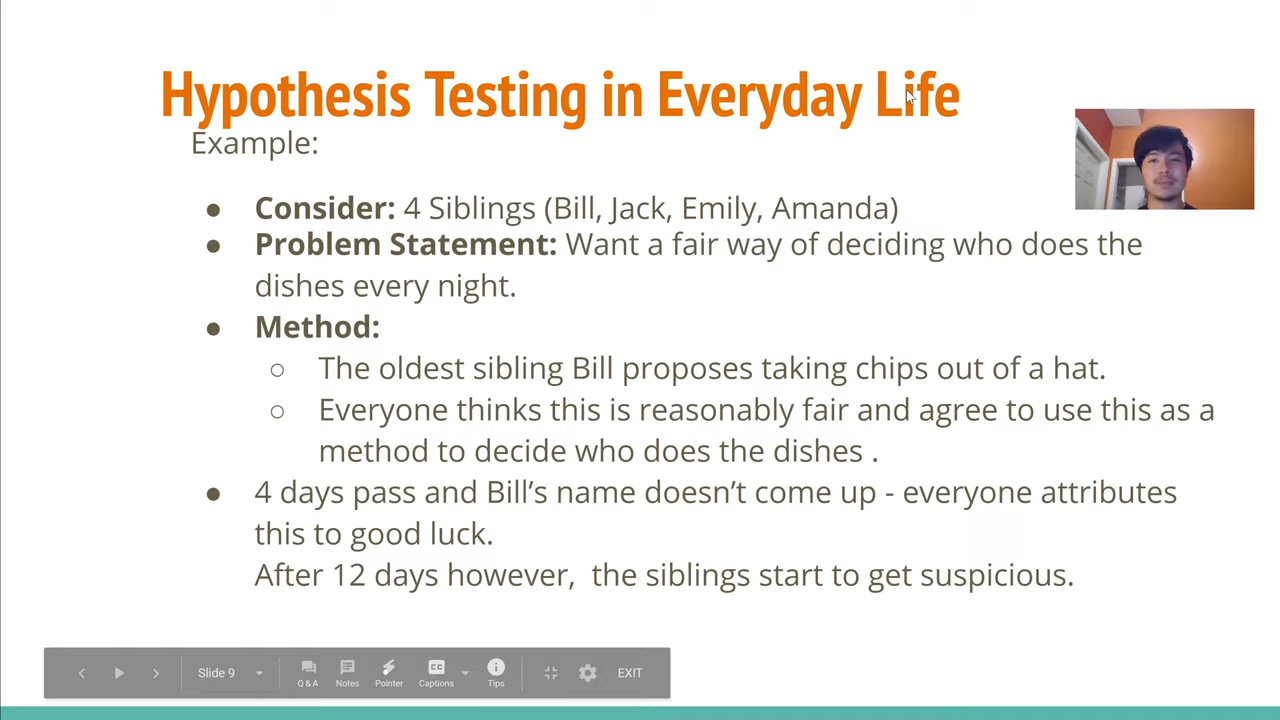 Hypothesis Testing in Everyday Life
Example:
● Consider: 4 Siblings (Bill, Jack, Emily, Amanda)
● Problem Statement: Want a fair way of deciding who does the
dishes every night.
● Method:
○ The oldest sibling Bill proposes taking chips out of a hat.
○ Everyone thinks this is reasonably fair and agree to use this as a
method to decide who does the dishes .
● 4 days pass and Bill’s name doesn’t come up - everyone attributes
this to good luck.
After 12 days however, the siblings start to get suspicious.
Slide 9
Q & A
Notes
Pointer
CC
Captions
Tips
EXIT